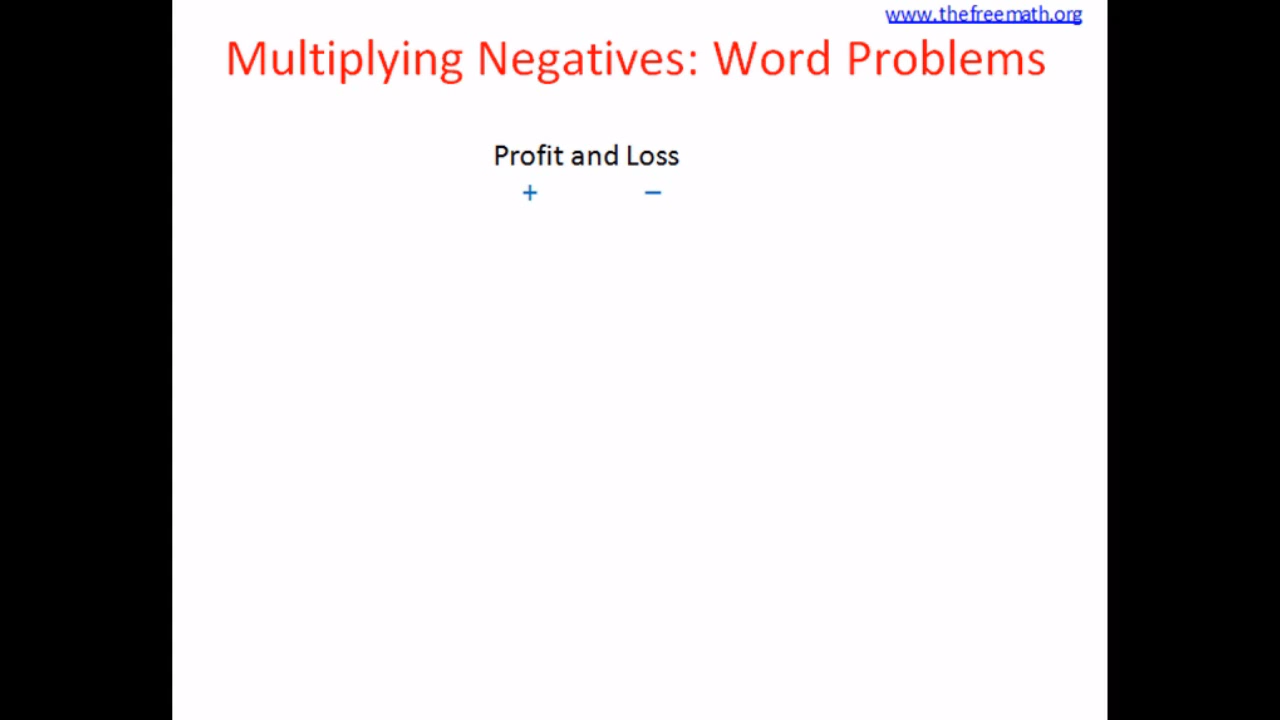 www.thefreemath.org
Multiplying Negatives: Word Problems
Profit and Loss
+ −